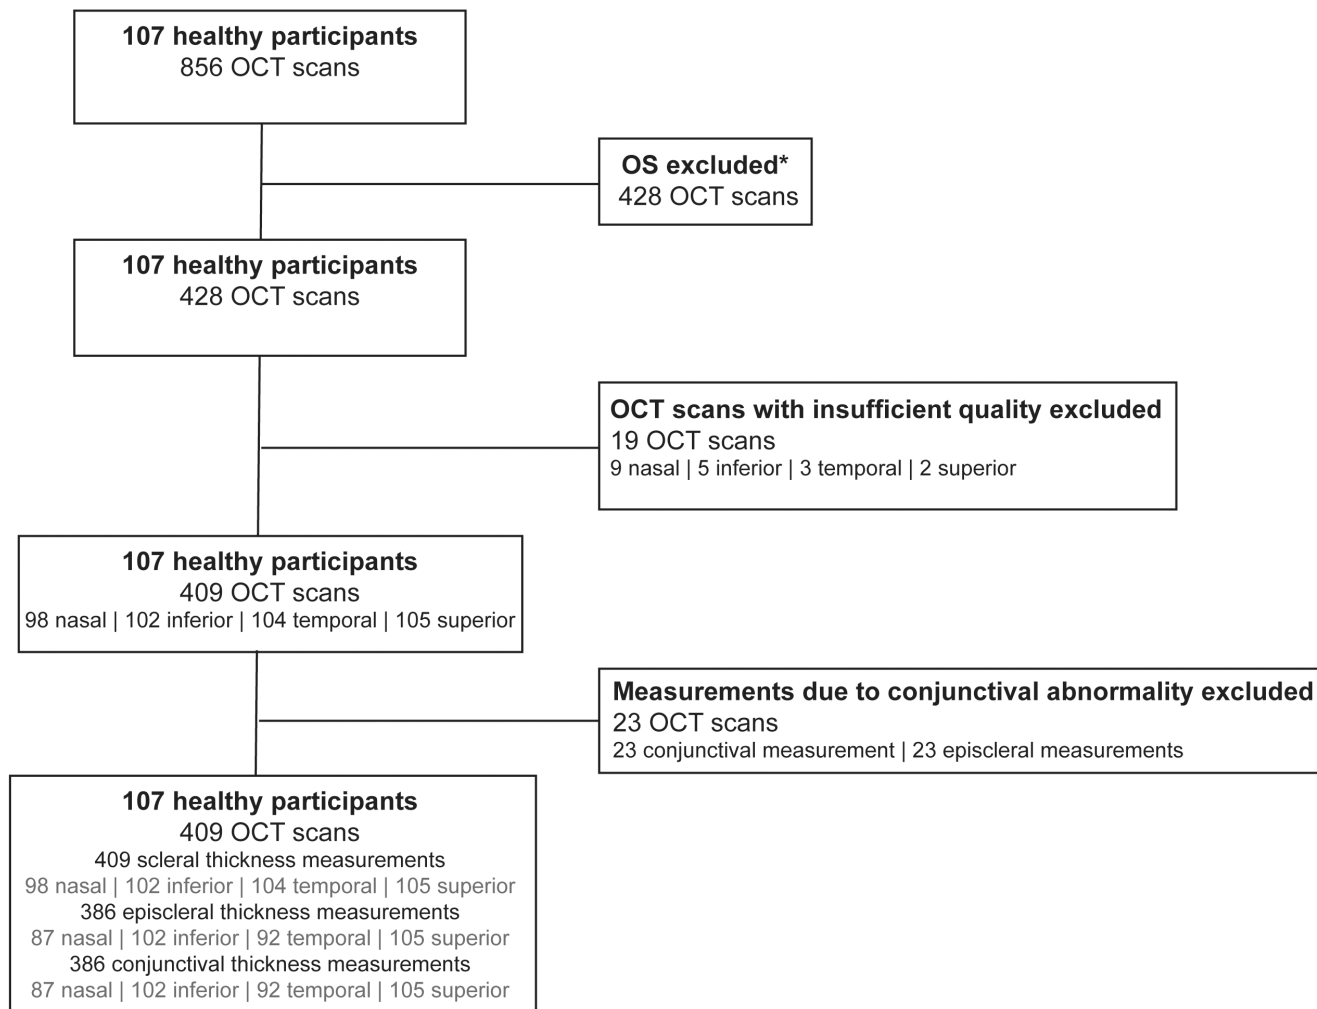 107 healthy participants
856 OCT scans
OS excluded*
428 OCT scans
107 healthy participants
428 OCT scans
OCT scans with insufficient quality excluded
19 OCT scans
9 nasal | 5 inferior | 3 temporal | 2 superior
107 healthy participants
409 OCT scans
98 nasal | 102 inferior | 104 temporal | 105 superior
Measurements due to conjunctival abnormality excluded
23 OCT scans
23 conjunctival measurement | 23 episcleral measurements
107 healthy participants
409 OCT scans
409 scleral thickness measurements
98 nasal | 102 inferior | 104 temporal | 105 superior
386 episcleral thickness measurements
87 nasal | 102 inferior | 92 temporal | 105 superior
386 conjunctival thickness measurements
87 nasal | 102 inferior | 92 temporal | 105 superior